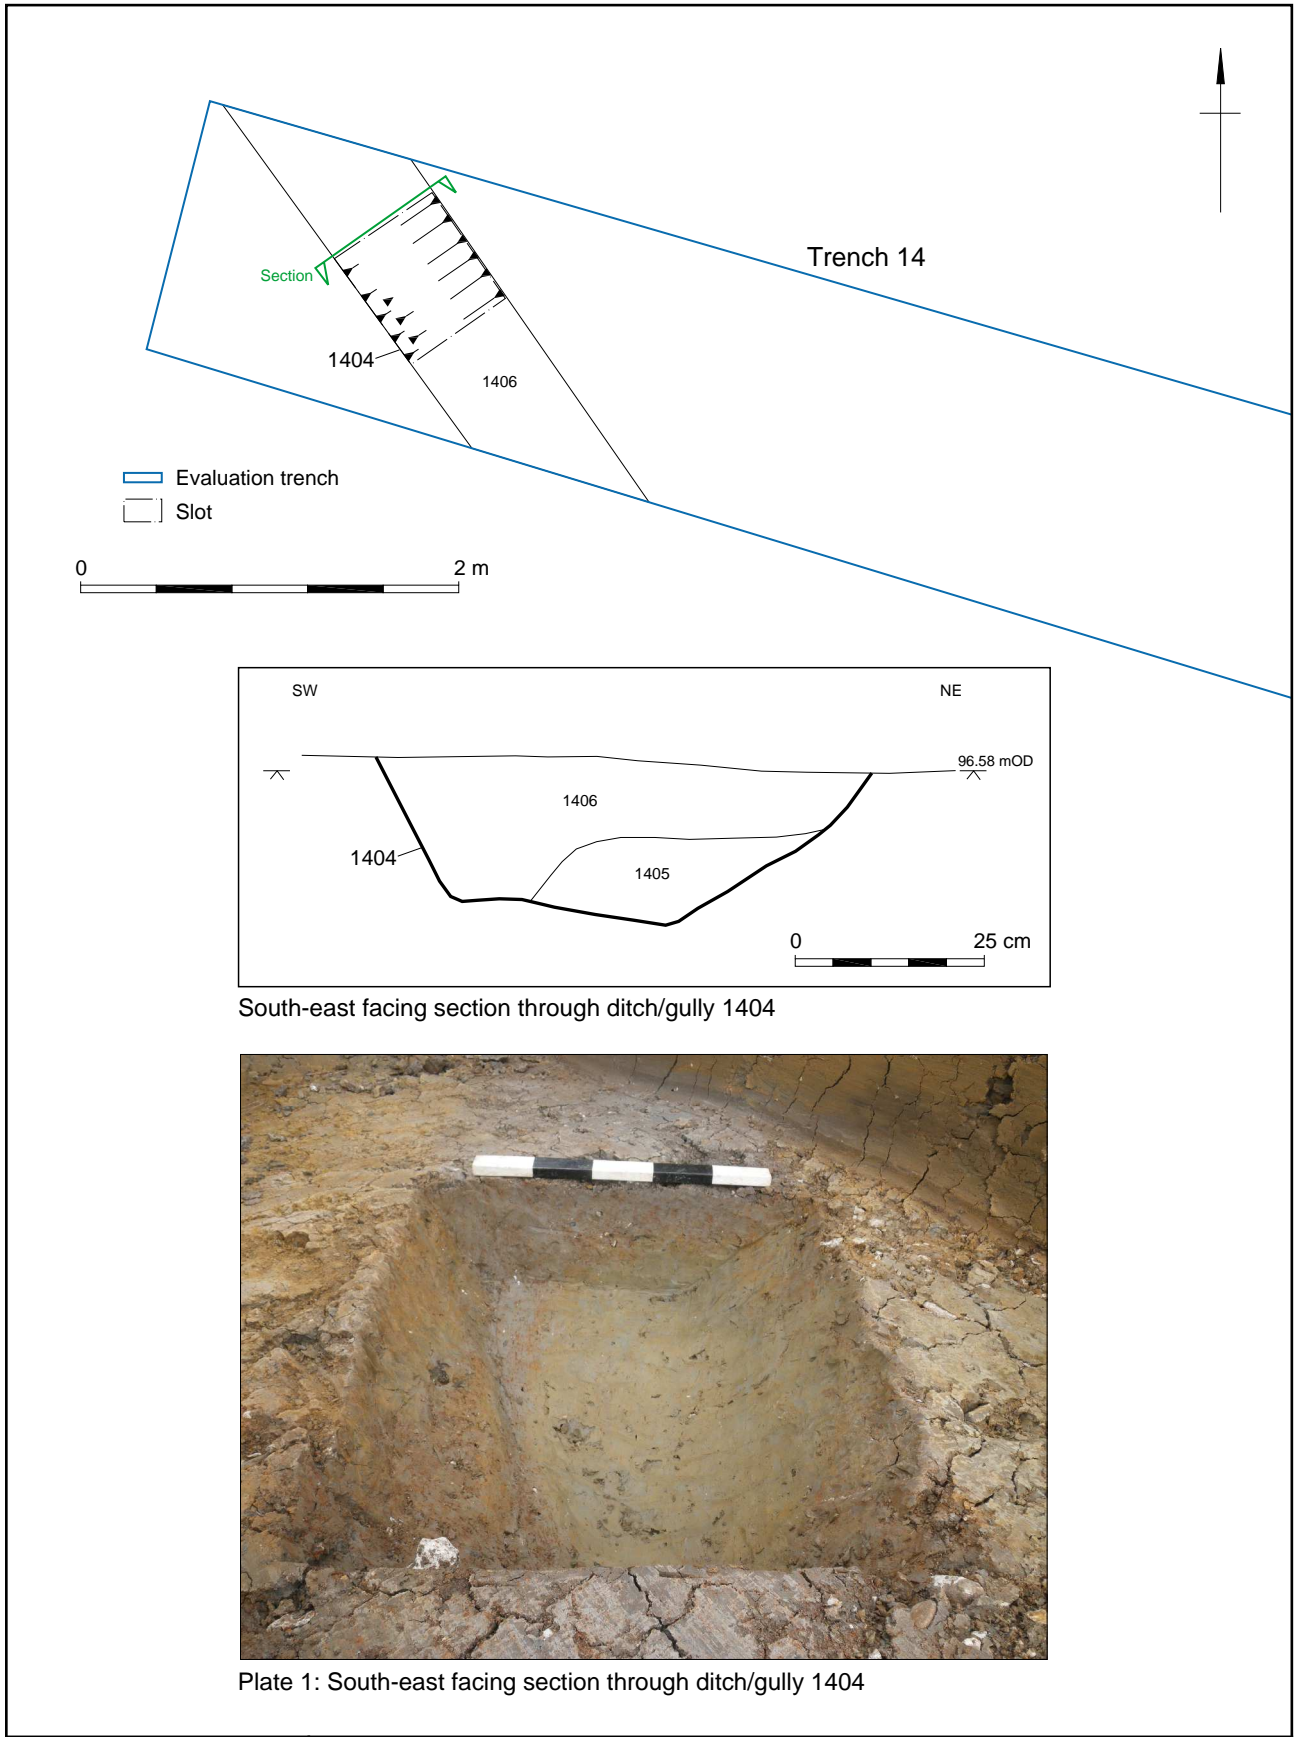 Trench 14
Section
1404
1406
Evaluation trench
Slot
0 2 m
SW NE
96.58 mOD
1406
1404
1405
0 25 cm
South-east facing section through ditch/gully 1404
Plate 1: South-east facing section through ditch/gully 1404